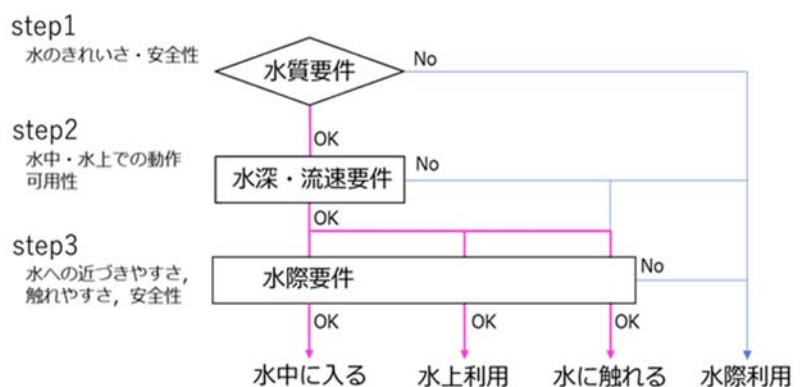 step1
水のきれいさ・安全性
水質要件
No
OK
step2
水中・水上での動作
可用性
水深・流速要件
No
OK
step3
水への近づきやすさ,
触れやすさ, 安全性
水際要件
No
OK
OK
OK
水中に入る
水上利用
水に触れる
水際利用